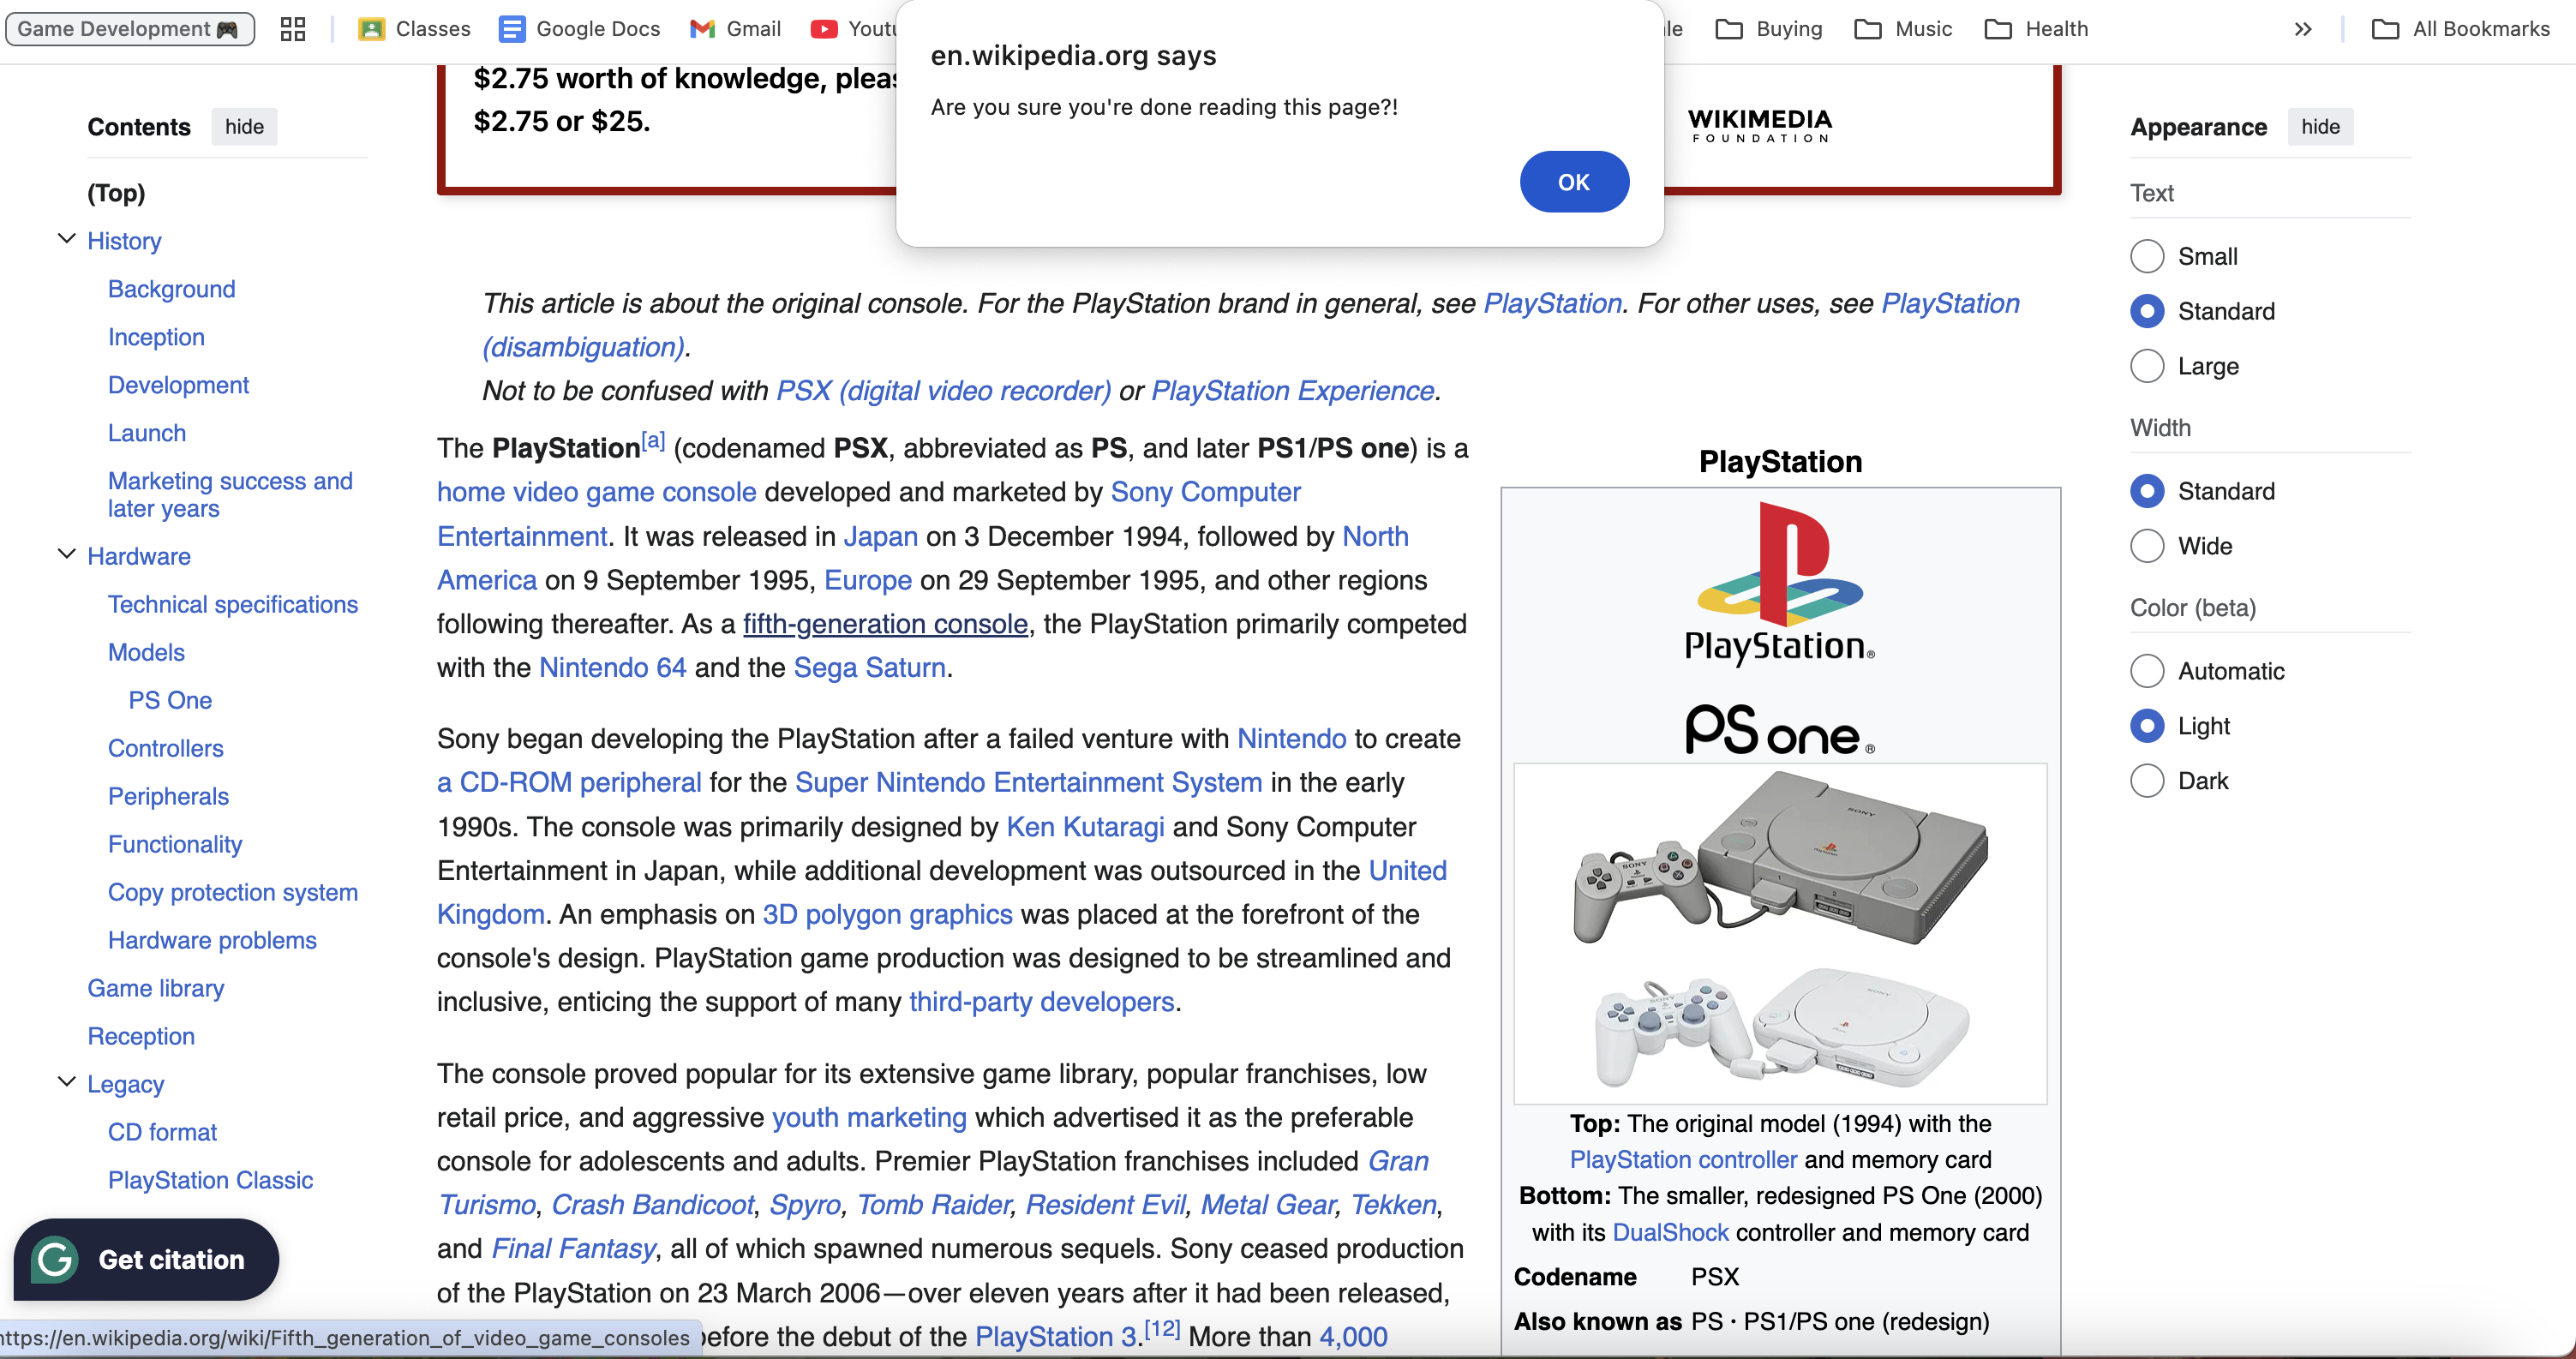 Game Development 🎮
Classes
Google Docs
Gmail
Youtu
le
Buying
Music
Health
All Bookmarks
en.wikipedia.org says
Are you sure you're done reading this page?!
OK
$2.75 worth of knowledge, pleas
$2.75 or $25.
WIKIMEDIA
FOUNDATION
Contents
hide
(Top)
History
Background
Inception
Development
Launch
Marketing success and
later years
Hardware
Technical specifications
Models
PS One
Controllers
Peripherals
Functionality
Copy protection system
Hardware problems
Game library
Reception
Legacy
CD format
PlayStation Classic
Get citation
https://en.wikipedia.org/wiki/Fifth_generation_of_video_game_consoles
This article is about the original console. For the PlayStation brand in general, see PlayStation. For other uses, see PlayStation
(disambiguation).
Not to be confused with PSX (digital video recorder) or PlayStation Experience.
The PlayStation[a] (codenamed PSX, abbreviated as PS, and later PS1/PS one) is a
home video game console developed and marketed by Sony Computer
Entertainment. It was released in Japan on 3 December 1994, followed by North
America on 9 September 1995, Europe on 29 September 1995, and other regions
following thereafter. As a fifth-generation console, the PlayStation primarily competed
with the Nintendo 64 and the Sega Saturn.
Sony began developing the PlayStation after a failed venture with Nintendo to create
a CD-ROM peripheral for the Super Nintendo Entertainment System in the early
1990s. The console was primarily designed by Ken Kutaragi and Sony Computer
Entertainment in Japan, while additional development was outsourced in the United
Kingdom. An emphasis on 3D polygon graphics was placed at the forefront of the
console's design. PlayStation game production was designed to be streamlined and
inclusive, enticing the support of many third-party developers.
The console proved popular for its extensive game library, popular franchises, low
retail price, and aggressive youth marketing which advertised it as the preferable
console for adolescents and adults. Premier PlayStation franchises included Gran
Turismo, Crash Bandicoot, Spyro, Tomb Raider, Resident Evil, Metal Gear, Tekken,
and Final Fantasy, all of which spawned numerous sequels. Sony ceased production
of the PlayStation on 23 March 2006—over eleven years after it had been released,
before the debut of the PlayStation 3.[12] More than 4,000
PlayStation
PlayStation®
PS one®
SONY
SONY
SONY
SONY
Top: The original model (1994) with the
PlayStation controller and memory card
Bottom: The smaller, redesigned PS One (2000)
with its DualShock controller and memory card
Codename PSX
Also known as PS · PS1/PS one (redesign)
Appearance
hide
Text
Small
Standard
Large
Width
Standard
Wide
Color (beta)
Automatic
Light
Dark